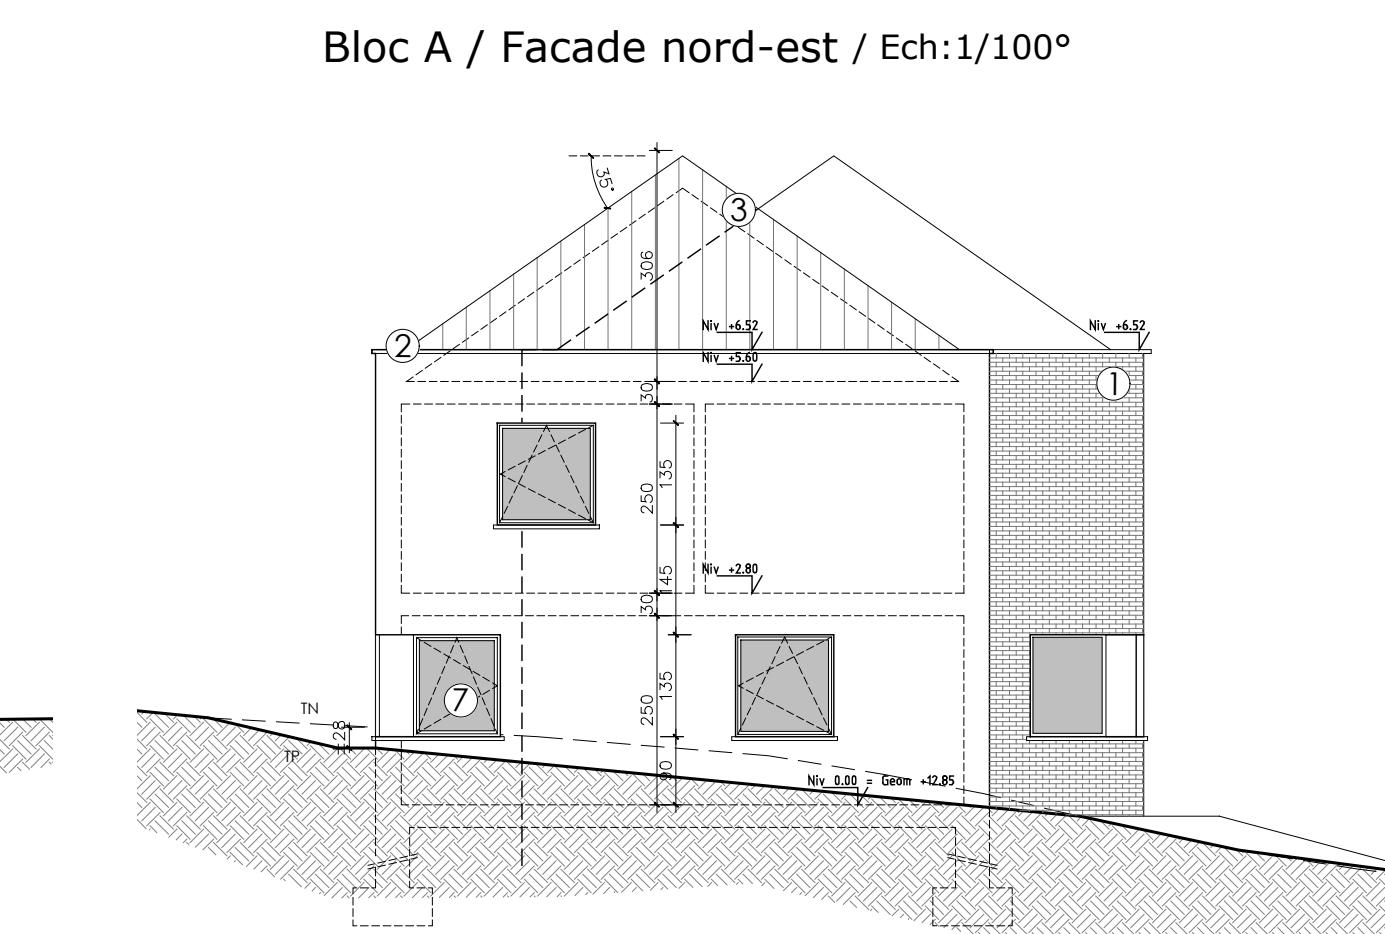 Bloc A / Facade nord-est / Ech:1/100°
35°
3
306
2
Niv +6.52
Niv +6.52
Niv +5.60
1
30
135
250
Niv +2.80
145
30
7
135
250
TN
128
TP
90
Niv 0.00 = Geom +12.85